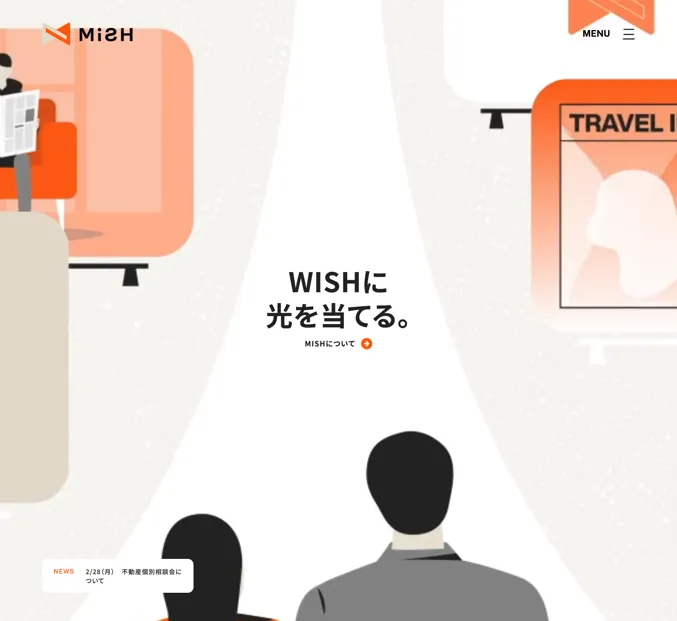 MiSH
MENU
TRAVEL I
WISHに
光を当てる。
MISHについて
NEWS
2/28(月) 不動産個別相談会に
ついて